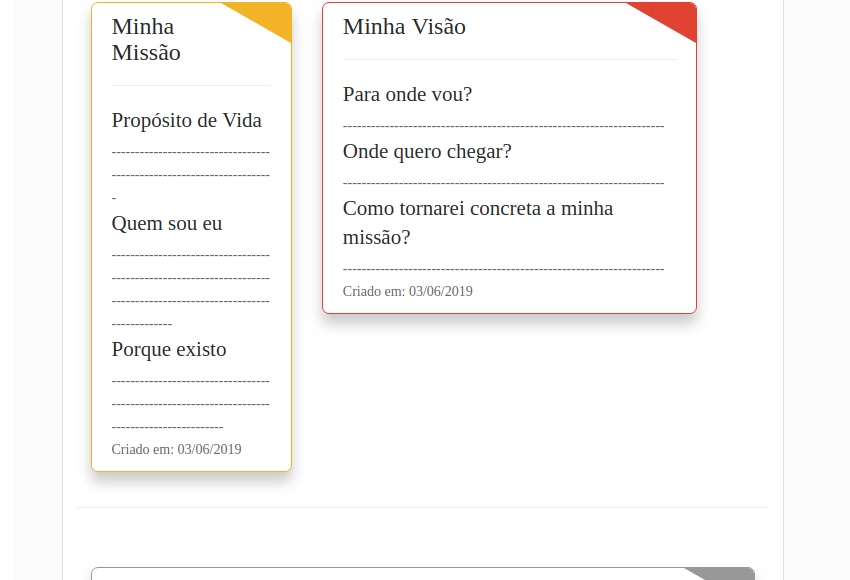 Minha
Missão
Propósito de Vida
----------------------------------
----------------------------------
-
Quem sou eu
----------------------------------
----------------------------------
----------------------------------
-------------
Porque existo
----------------------------------
----------------------------------
------------------------
Criado em: 03/06/2019
Minha Visão
Para onde vou?
---------------------------------------------------------------------
Onde quero chegar?
---------------------------------------------------------------------
Como tornarei concreta a minha
missão?
---------------------------------------------------------------------
Criado em: 03/06/2019